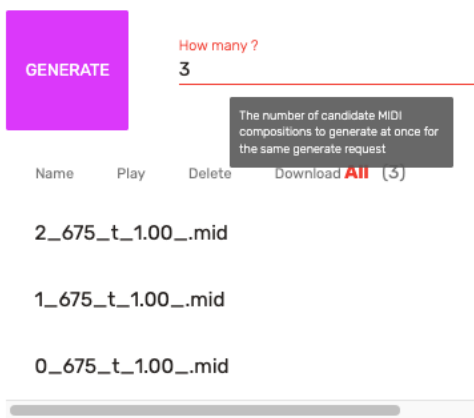 GENERATE
How many ?
3
The number of candidate MIDI
compositions to generate at once for
the same generate request
Name Play Delete Download All (3)
2_675_t_1.00_.mid
1_675_t_1.00_.mid
0_675_t_1.00_.mid